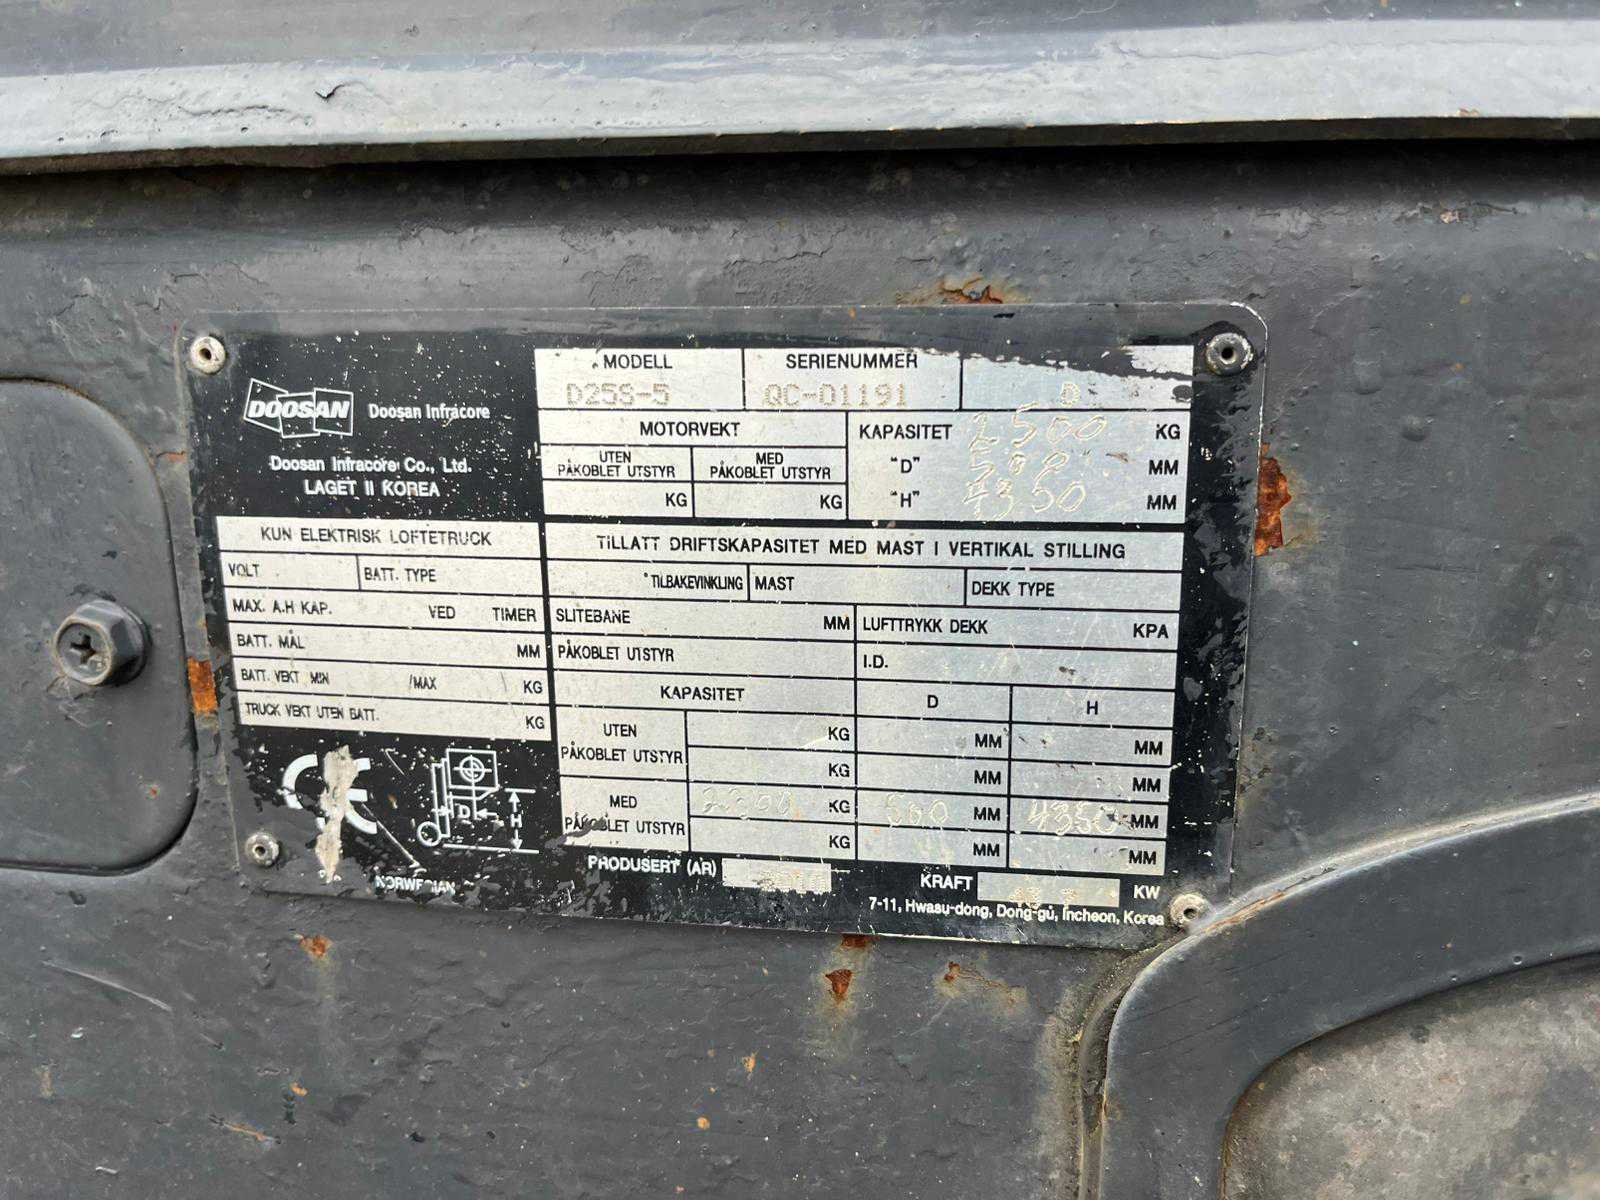 DOOSAN Doosan Infracore
Doosan Infracore Co., Ltd.
LAGET II KOREA
MODELL SERIENUMMER
D25S-5 QC-01191 D
MOTORVEKT
UTEN PÅKOBLET UTSTYR
MED PÅKOBLET UTSTYR
KG KG
KAPASITET 2500 KG
"D" MM
"H" 4350 MM
KUN ELEKTRISK LOFTETRUCK
VOLT BATT. TYPE
MAX. A.H KAP. VED TIMER
BATT. MÅL MM
BATT. VEKT MIN /MAX KG
TRUCK VEKT UTEN BATT. KG
TILLATT DRIFTSKAPASITET MED MAST I VERTIKAL STILLING
TILBAKEVINKLING MAST DEKK TYPE
SLITEBANE MM LUFTTRYKK DEKK KPA
PÅKOBLET UTSTYR I.D.
KAPASITET D H
UTEN PÅKOBLET UTSTYR
KG MM MM
KG MM MM
MED PÅKOBLET UTSTYR
KG MM 4350 MM
KG MM MM
CE
D H
NORWEGIAN
PRODUSERT (AR) KRAFT KW
7-11, Hwasu-dong, Dong-gu, Incheon, Korea